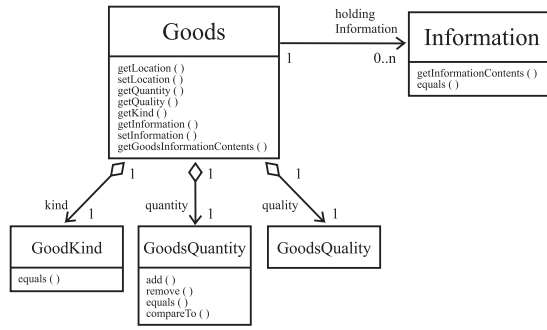 Goods
getLocation ( )
setLocation ( )
getQuantity ( )
getQuality ( )
getKind ( )
getInformation ( )
setInformation ( )
getGoodsInformationContents ( )
holding
Information
1
0..n
Information
getInformationContents ( )
equals ( )
1
1
1
kind
quantity
quality
1
1
1
GoodKind
equals ( )
GoodsQuantity
add ( )
remove ( )
equals ( )
compareTo ( )
GoodsQuality